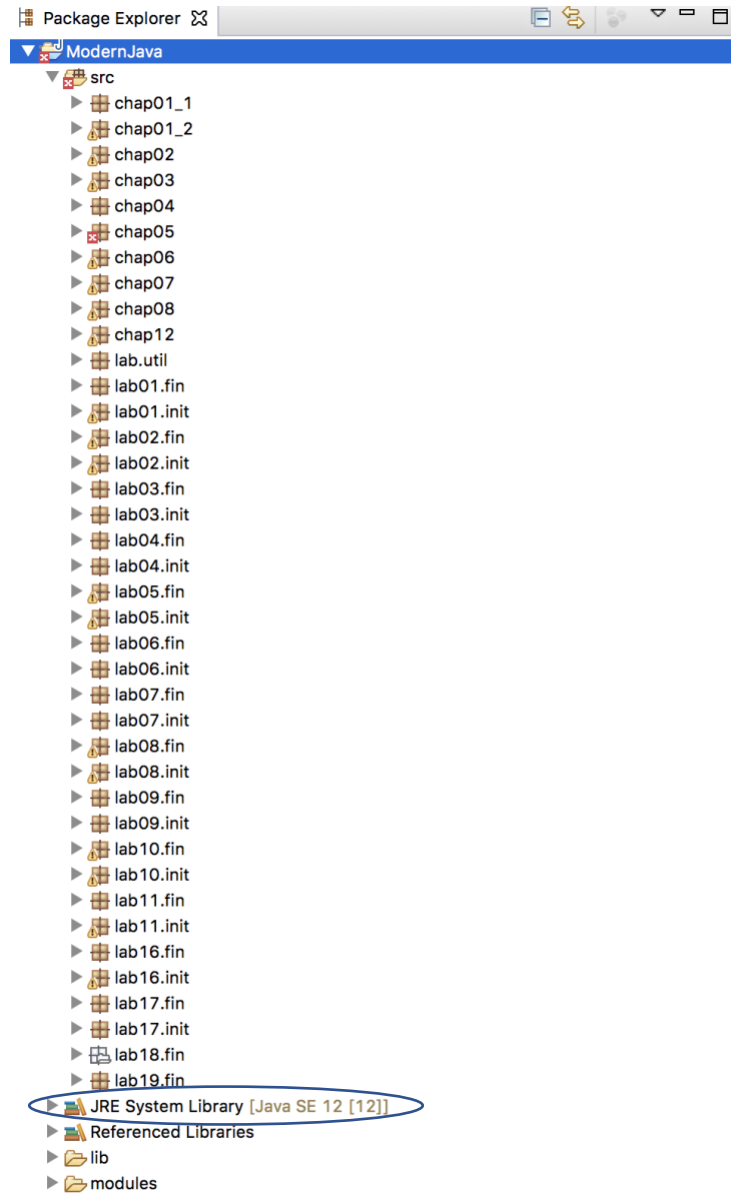 Package Explorer
ModernJava
src
chap01_1
chap01_2
chap02
chap03
chap04
chap05
chap06
chap07
chap08
chap12
lab.util
lab01.fin
lab01.init
lab02.fin
lab02.init
lab03.fin
lab03.init
lab04.fin
lab04.init
lab05.fin
lab05.init
lab06.fin
lab06.init
lab07.fin
lab07.init
lab08.fin
lab08.init
lab09.fin
lab09.init
lab10.fin
lab10.init
lab11.fin
lab11.init
lab16.fin
lab16.init
lab17.fin
lab17.init
lab18.fin
lab19.fin
JRE System Library [Java SE 12 [12]]
Referenced Libraries
lib
modules